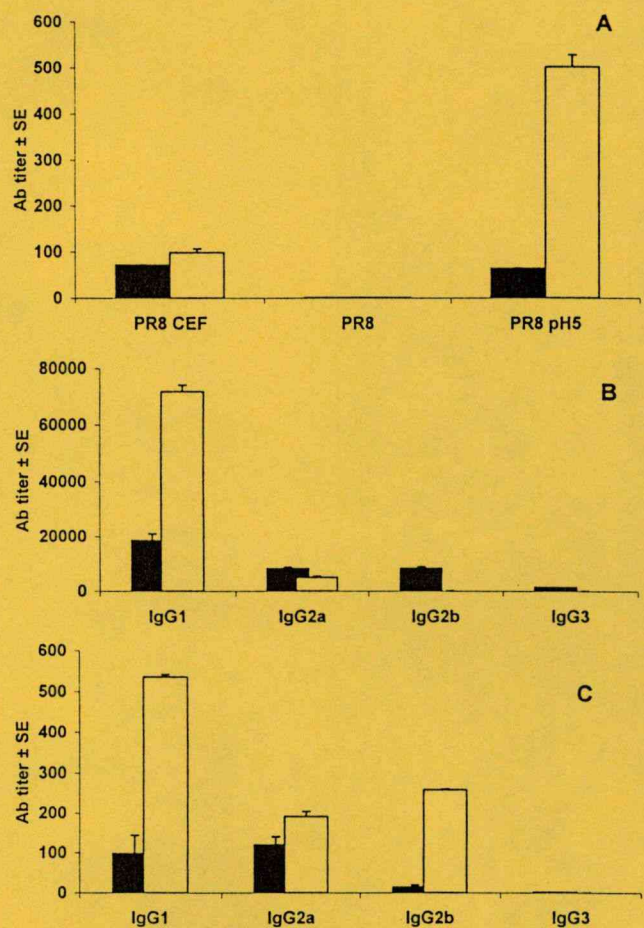 A
600
500
400
300
200
100
0
Ab titer ± SE
PR8 CEF PR8 PR8 pH5
B
80000
60000
40000
20000
0
Ab titer ± SE
IgG1 IgG2a IgG2b IgG3
C
600
500
400
300
200
100
0
Ab titer ± SE
IgG1 IgG2a IgG2b IgG3